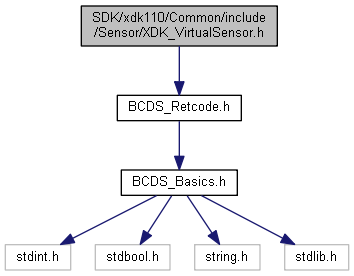 SDK/xdk110/Common/include
/Sensor/XDK_VirtualSensor.h
BCDS_Retcode.h
BCDS_Basics.h
stdint.h
stdbool.h
string.h
stdlib.h